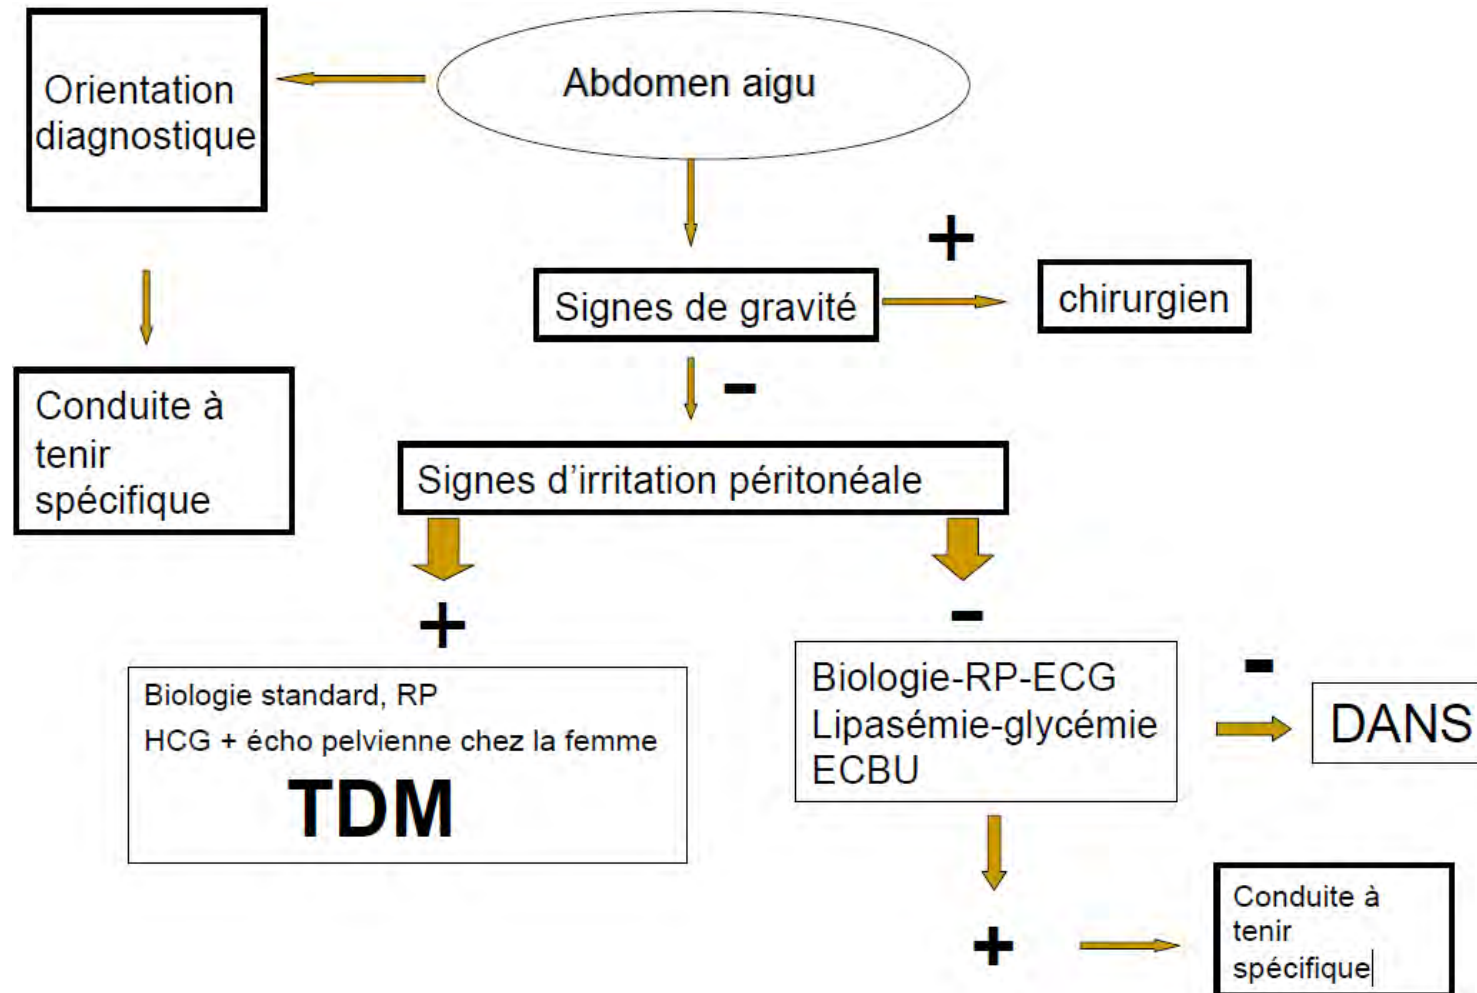 Abdomen aigu
Orientation
diagnostique
+
Signes de gravité
chirurgien
-
Conduite à
tenir
spécifique
Signes d’irritation péritonéale
+
-
Biologie standard, RP
HCG + écho pelvienne chez la femme
TDM
Biologie-RP-ECG
Lipasémie-glycémie
ECBU
-
DANS
+
Conduite à
tenir
spécifique